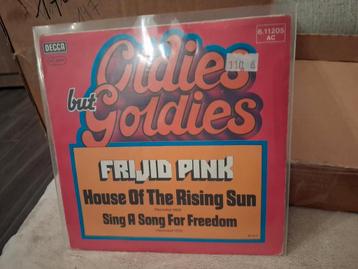 DECCA
6.11205
AC
Oldies
but
Goldies
FRIJID PINK
House Of The Rising Sun
Sing A Song For Freedom